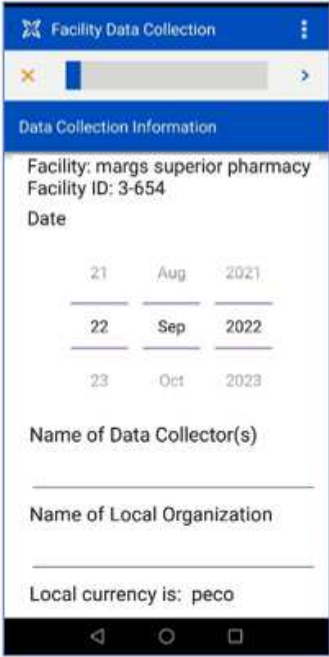 Facility Data Collection
Data Collection Information
Facility: margs superior pharmacy
Facility ID: 3-654
Date
21 Aug 2021
22 Sep 2022
23 Oct 2023
Name of Data Collector(s)
Name of Local Organization
Local currency is: peco